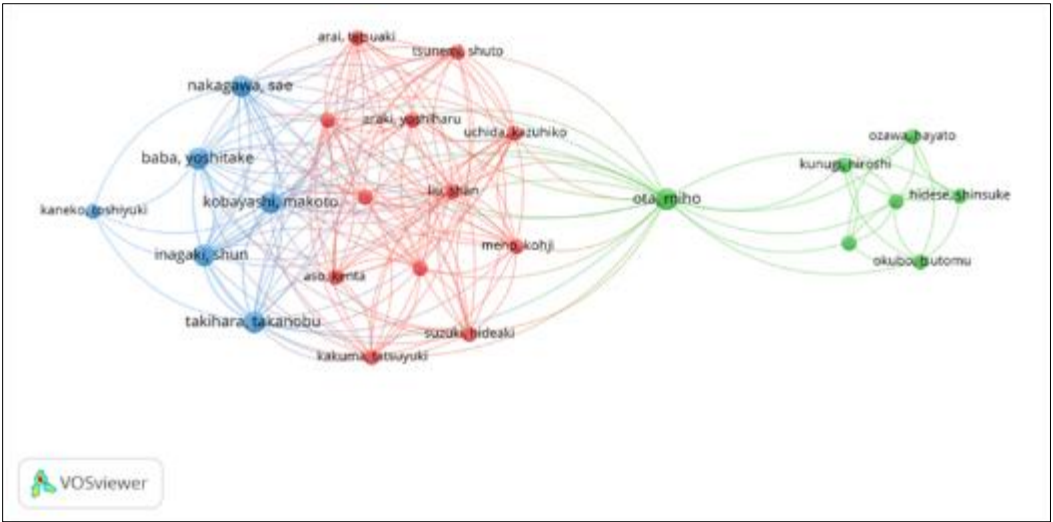 arai, tetsuaki
tsunemi, shuto
nakagawa, sae
araki, yoshiharu
uchida, kazuhiko
ozawa, hayato
baba, yoshitake
kunugi, hiroshi
liu, shan
hidese, shinsuke
kobayashi, makoto
ota, miho
kaneko, toshiyuki
inagaki, shun
meno, kohji
okubo, tsutomu
aso, kenta
takihara, takanobu
suzuki, hideaki
kakuma, tatsuyuki
VOSviewer